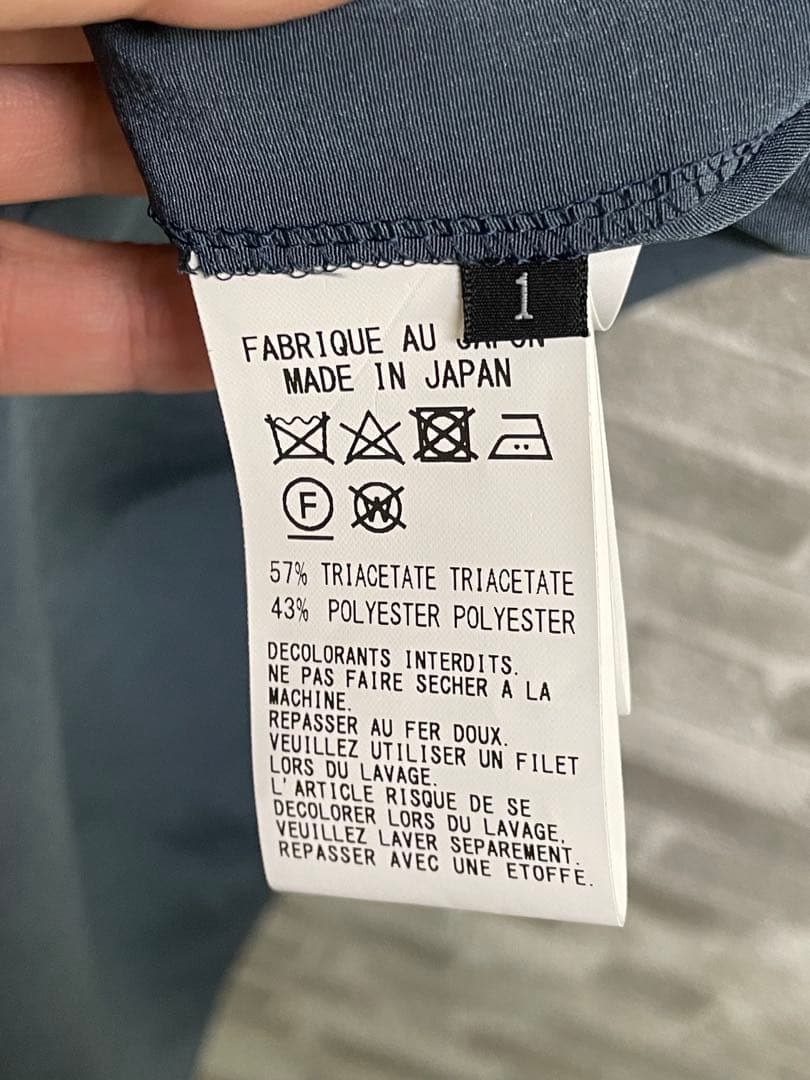 1
FABRIQUE AU
MADE IN JAPAN
F
W
57% TRIACETATE TRIACETATE
43% POLYESTER POLYESTER
DECOLORANTS INTERDITS.
NE PAS FAIRE SECHER A LA
MACHINE.
REPASSER AU FER DOUX.
VEUILLEZ UTILISER UN FILET
LORS DU LAVAGE.
L'ARTICLE RISQUE DE SE
DECOLORER LORS DU LAVAGE.
VEUILLEZ LAVER SEPAREMENT.
REPASSER AVEC UNE ETOFFE.